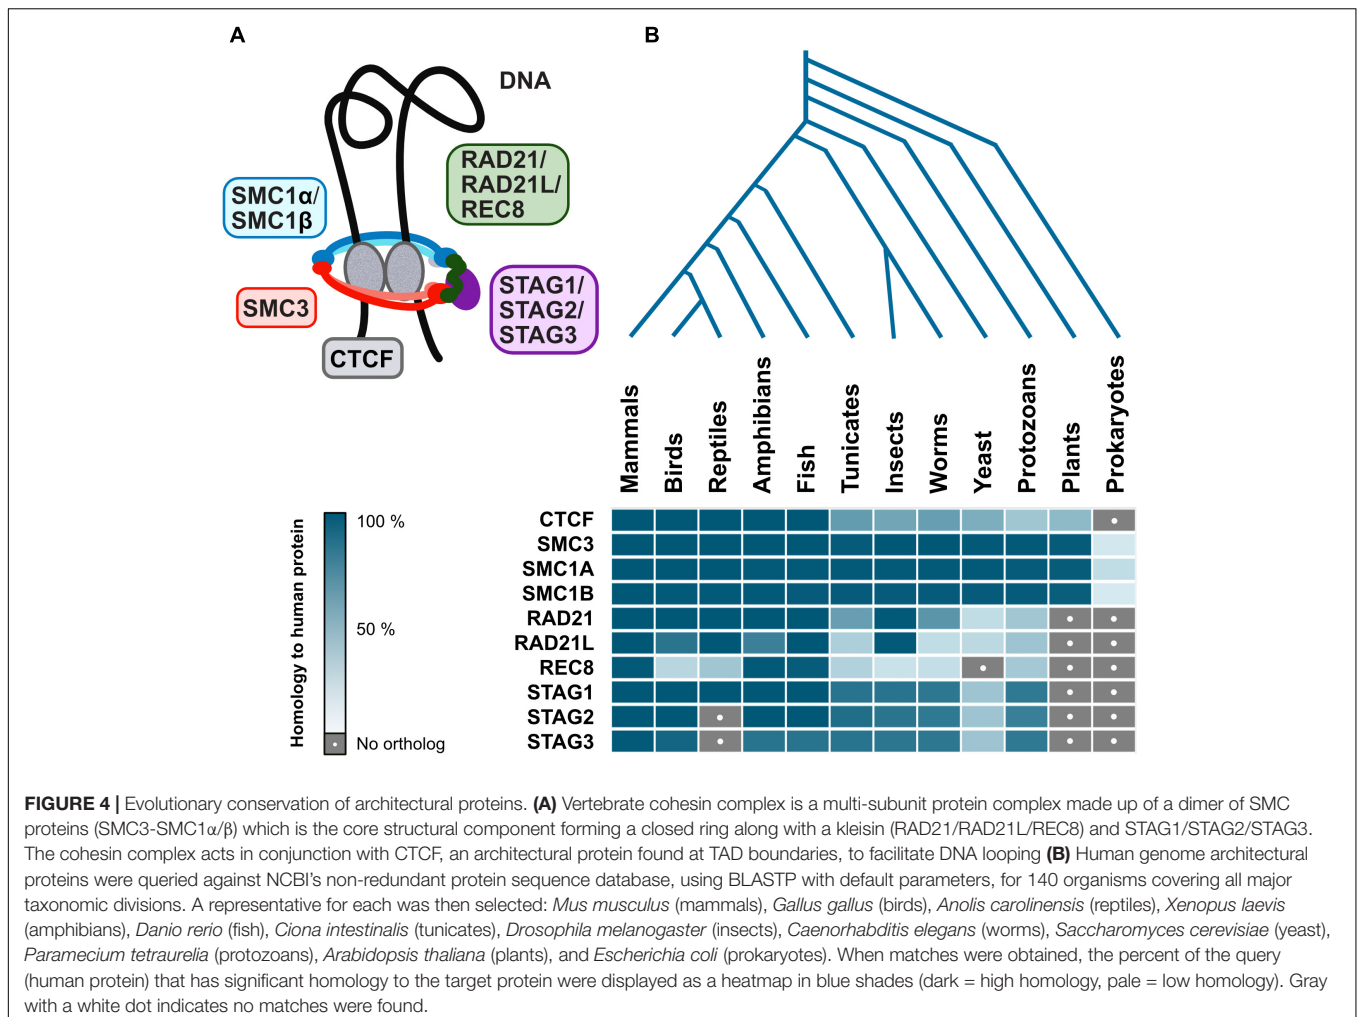 A
B
DNA
RAD21/
RAD21L/
REC8
SMC1α/
SMC1β
STAG1/
STAG2/
STAG3
SMC3
CTCF
Mammals
Birds
Reptiles
Amphibians
Fish
Tunicates
Insects
Worms
Yeast
Protozoans
Plants
Prokaryotes
Homology to human protein
100 %
50 %
No ortholog
CTCF
SMC3
SMC1A
SMC1B
RAD21
RAD21L
REC8
STAG1
STAG2
STAG3
FIGURE 4 | Evolutionary conservation of architectural proteins. (A) Vertebrate cohesin complex is a multi-subunit protein complex made up of a dimer of SMC
proteins (SMC3-SMC1α/β) which is the core structural component forming a closed ring along with a kleisin (RAD21/RAD21L/REC8) and STAG1/STAG2/STAG3.
The cohesin complex acts in conjunction with CTCF, an architectural protein found at TAD boundaries, to facilitate DNA looping (B) Human genome architectural
proteins were queried against NCBI's non-redundant protein sequence database, using BLASTP with default parameters, for 140 organisms covering all major
taxonomic divisions. A representative for each was then selected: Mus musculus (mammals), Gallus gallus (birds), Anolis carolinensis (reptiles), Xenopus laevis
(amphibians), Danio rerio (fish), Ciona intestinalis (tunicates), Drosophila melanogaster (insects), Caenorhabditis elegans (worms), Saccharomyces cerevisiae (yeast),
Paramecium tetraurelia (protozoans), Arabidopsis thaliana (plants), and Escherichia coli (prokaryotes). When matches were obtained, the percent of the query
(human protein) that has significant homology to the target protein were displayed as a heatmap in blue shades (dark = high homology, pale = low homology). Gray
with a white dot indicates no matches were found.